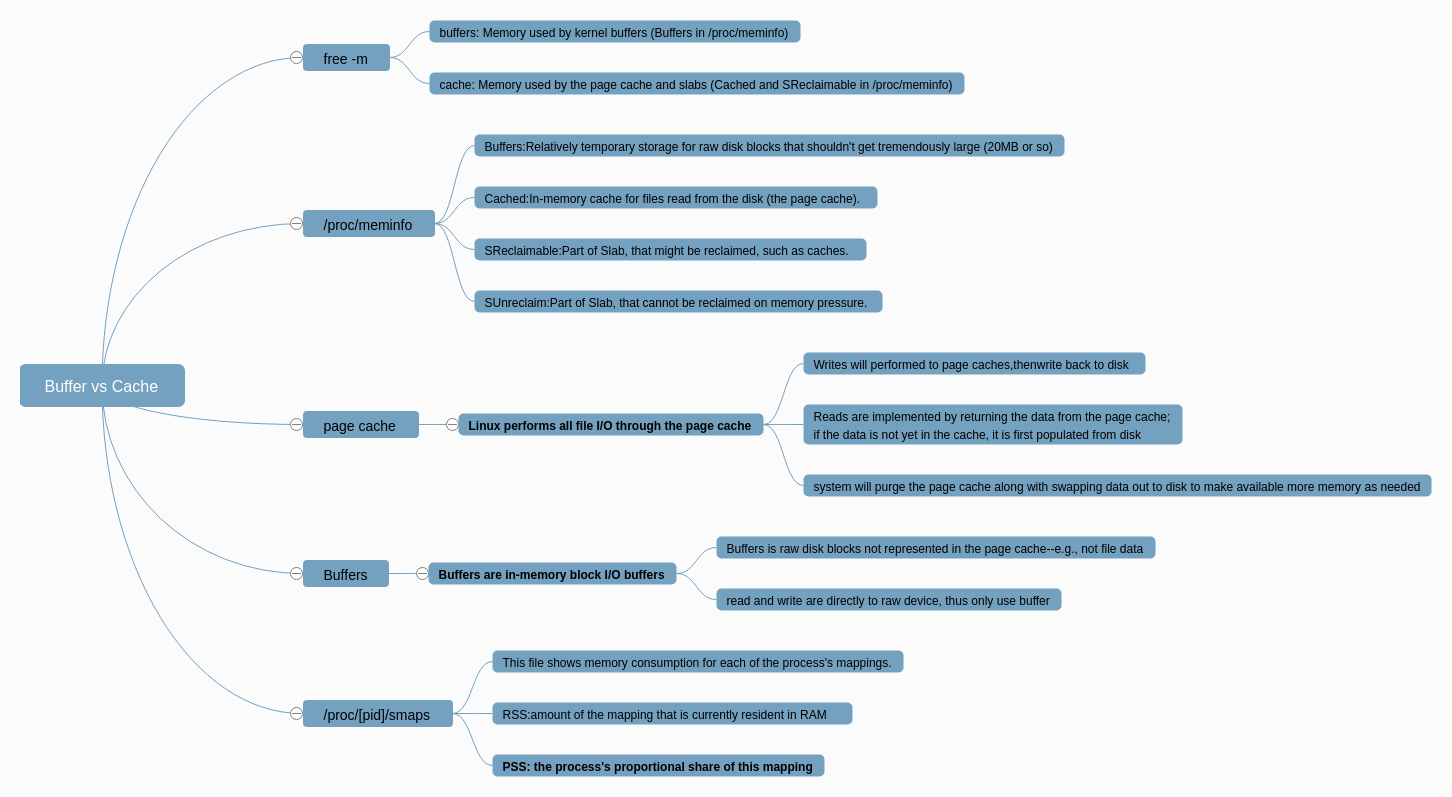 Buffer vs Cache
free -m
buffers: Memory used by kernel buffers (Buffers in /proc/meminfo)
cache: Memory used by the page cache and slabs (Cached and SReclaimable in /proc/meminfo)
/proc/meminfo
Buffers:Relatively temporary storage for raw disk blocks that shouldn't get tremendously large (20MB or so)
Cached:In-memory cache for files read from the disk (the page cache).
SReclaimable:Part of Slab, that might be reclaimed, such as caches.
SUnreclaim:Part of Slab, that cannot be reclaimed on memory pressure.
page cache
Linux performs all file I/O through the page cache
Writes will performed to page caches,thenwrite back to disk
Reads are implemented by returning the data from the page cache;
if the data is not yet in the cache, it is first populated from disk
system will purge the page cache along with swapping data out to disk to make available more memory as needed
Buffers
Buffers are in-memory block I/O buffers
Buffers is raw disk blocks not represented in the page cache--e.g., not file data
read and write are directly to raw device, thus only use buffer
/proc/[pid]/smaps
This file shows memory consumption for each of the process's mappings.
RSS:amount of the mapping that is currently resident in RAM
PSS: the process's proportional share of this mapping